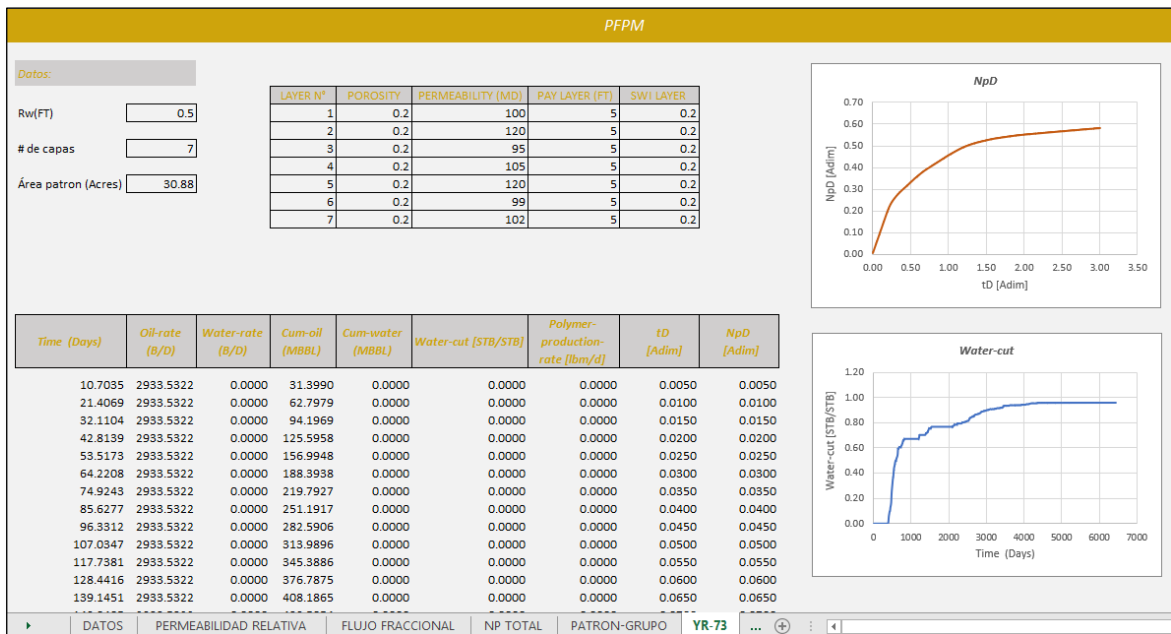 PFPM
Datos:
Rw(FT) 0.5
# de capas 7
Área patron (Acres) 30.88
LAYER N° POROSITY PERMEABILITY (MD) PAY LAYER (FT) SWI LAYER
1 0.2 100 5 0.2
2 0.2 120 5 0.2
3 0.2 95 5 0.2
4 0.2 105 5 0.2
5 0.2 120 5 0.2
6 0.2 99 5 0.2
7 0.2 102 5 0.2
NpD
0.70
0.60
0.50
0.40
0.30
0.20
0.10
0.00
NpD [Adim]
0.00 0.50 1.00 1.50 2.00 2.50 3.00 3.50
tD [Adim]
Time (Days) Oil-rate (B/D) Water-rate (B/D) Cum-oil (MBBL) Cum-water (MBBL) Water-cut [STB/STB] Polymer-production-rate [lbm/d] tD [Adim] NpD [Adim]
10.7035 2933.5322 0.0000 31.3990 0.0000 0.0000 0.0000 0.0050 0.0050
21.4069 2933.5322 0.0000 62.7979 0.0000 0.0000 0.0000 0.0100 0.0100
32.1104 2933.5322 0.0000 94.1969 0.0000 0.0000 0.0000 0.0150 0.0150
42.8139 2933.5322 0.0000 125.5958 0.0000 0.0000 0.0000 0.0200 0.0200
53.5173 2933.5322 0.0000 156.9948 0.0000 0.0000 0.0000 0.0250 0.0250
64.2208 2933.5322 0.0000 188.3938 0.0000 0.0000 0.0000 0.0300 0.0300
74.9243 2933.5322 0.0000 219.7927 0.0000 0.0000 0.0000 0.0350 0.0350
85.6277 2933.5322 0.0000 251.1917 0.0000 0.0000 0.0000 0.0400 0.0400
96.3312 2933.5322 0.0000 282.5906 0.0000 0.0000 0.0000 0.0450 0.0450
107.0347 2933.5322 0.0000 313.9896 0.0000 0.0000 0.0000 0.0500 0.0500
117.7381 2933.5322 0.0000 345.3886 0.0000 0.0000 0.0000 0.0550 0.0550
128.4416 2933.5322 0.0000 376.7875 0.0000 0.0000 0.0000 0.0600 0.0600
139.1451 2933.5322 0.0000 408.1865 0.0000 0.0000 0.0000 0.0650 0.0650
Water-cut
1.20
1.00
0.80
0.60
0.40
0.20
0.00
Water-cut [STB/STB]
0 1000 2000 3000 4000 5000 6000 7000
Time (Days)
DATOS PERMEABILIDAD RELATIVA FLUJO FRACCIONAL NP TOTAL PATRON-GRUPO YR-73 ...